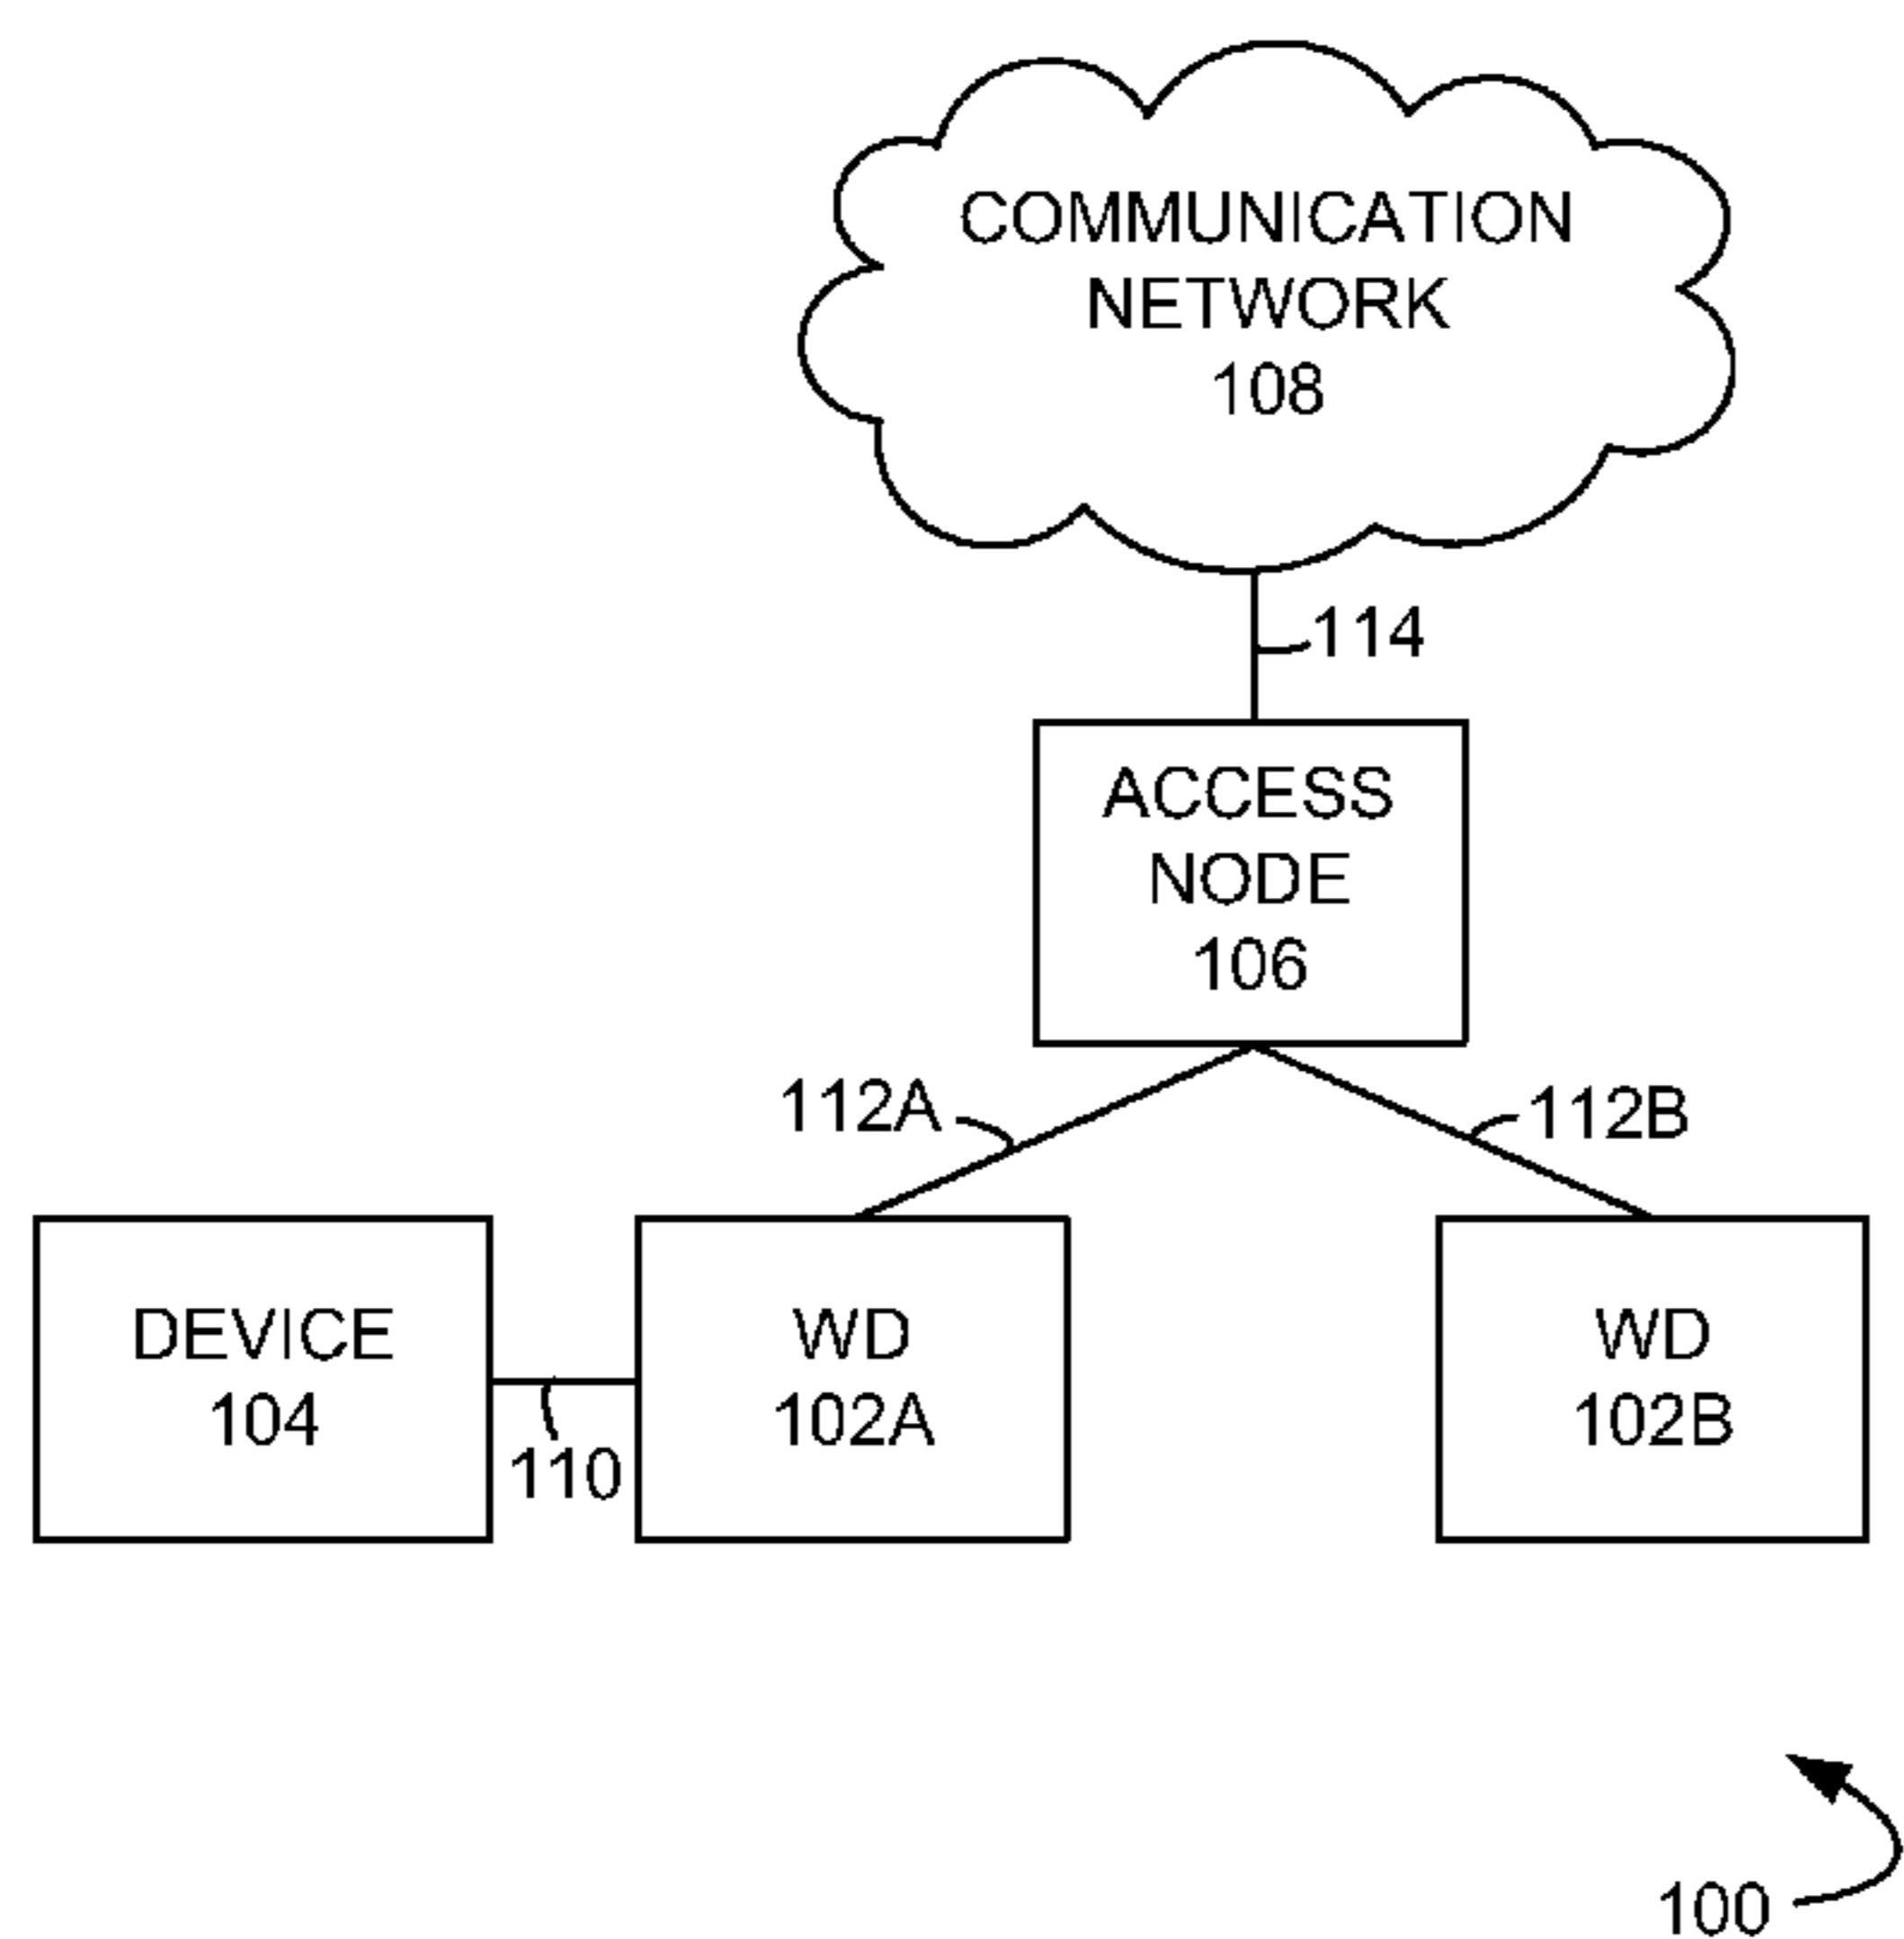 COMMUNICATION
NETWORK
108
114
ACCESS
NODE
106
112A
112B
DEVICE
104
110
WD
102A
WD
102B
100